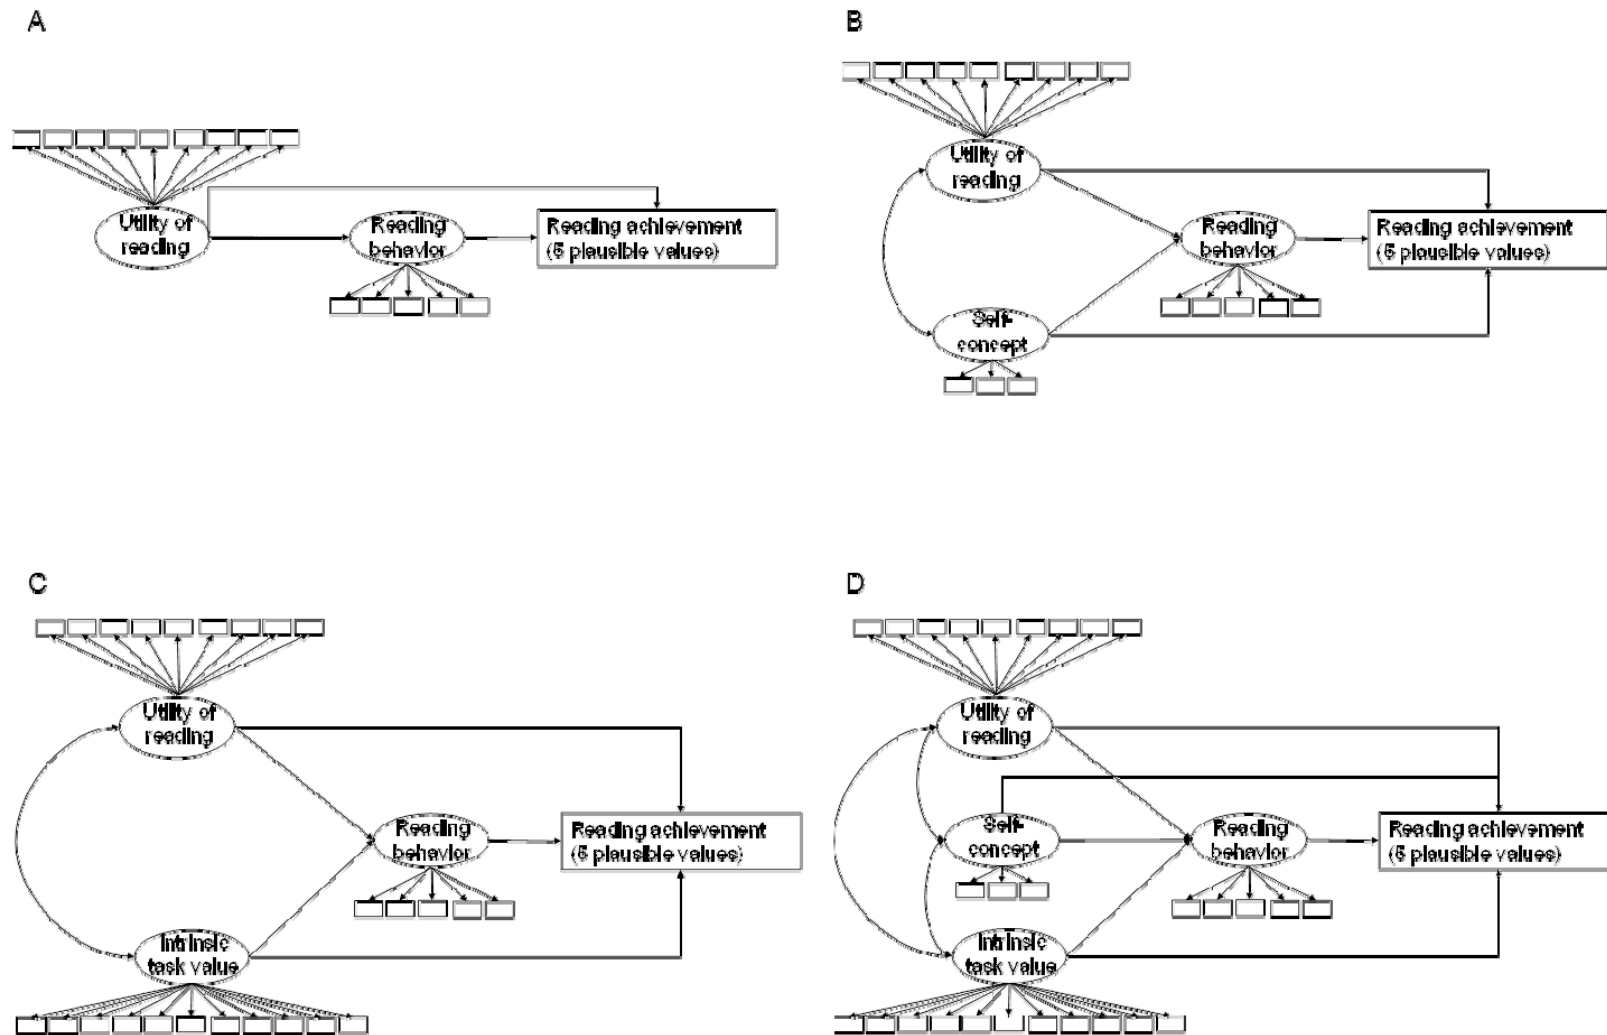 A
Utility of
reading
Reading
behavior
Reading achievement
(5 plausible values)
B
Utility of
reading
Reading
behavior
Reading achievement
(5 plausible values)
Self-
concept
C
Utility of
reading
Reading
behavior
Reading achievement
(5 plausible values)
Intrinsic
task value
D
Utility of
reading
Self-
concept
Reading
behavior
Reading achievement
(5 plausible values)
Intrinsic
task value